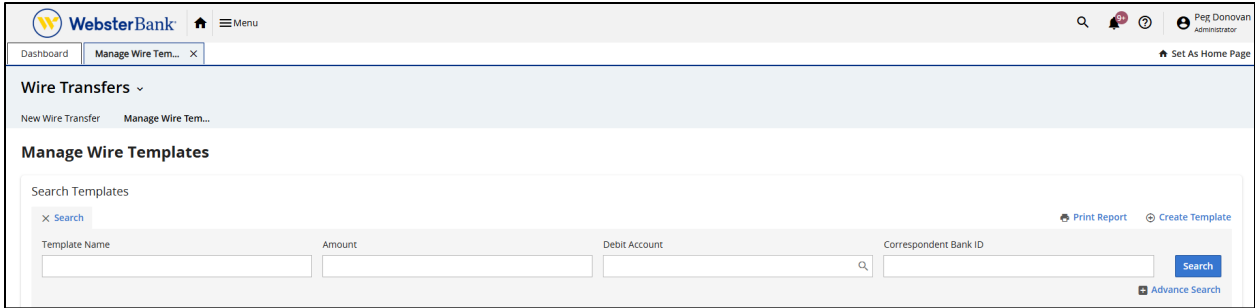 WebsterBank Menu 9+ Peg Donovan
Administrator
Dashboard Manage Wire Tem... Set As Home Page
Wire Transfers
New Wire Transfer Manage Wire Tem...
Manage Wire Templates
Search Templates
Search Print Report Create Template
Template Name Amount Debit Account Correspondent Bank ID
Search
Advance Search